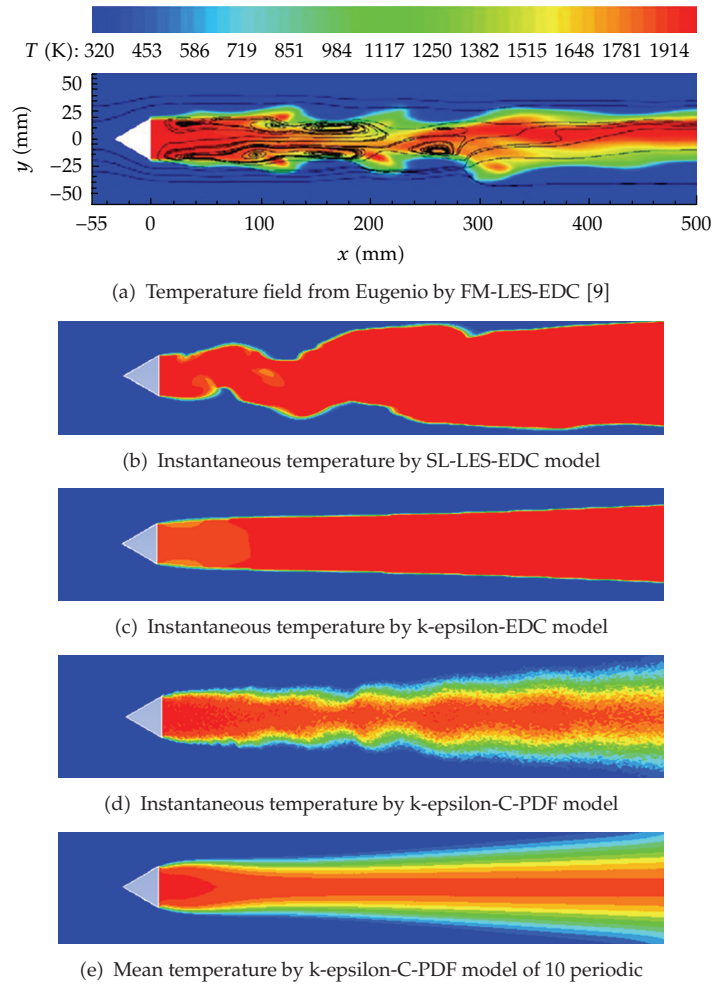 T (K): 320 453 586 719 851 984 1117 1250 1382 1515 1648 1781 1914
50
25
0
−25
−50
y (mm)
−55 0 100 200 300 400 500
x (mm)
(a) Temperature field from Eugenio by FM-LES-EDC [9]
(b) Instantaneous temperature by SL-LES-EDC model
(c) Instantaneous temperature by k-epsilon-EDC model
(d) Instantaneous temperature by k-epsilon-C-PDF model
(e) Mean temperature by k-epsilon-C-PDF model of 10 periodic